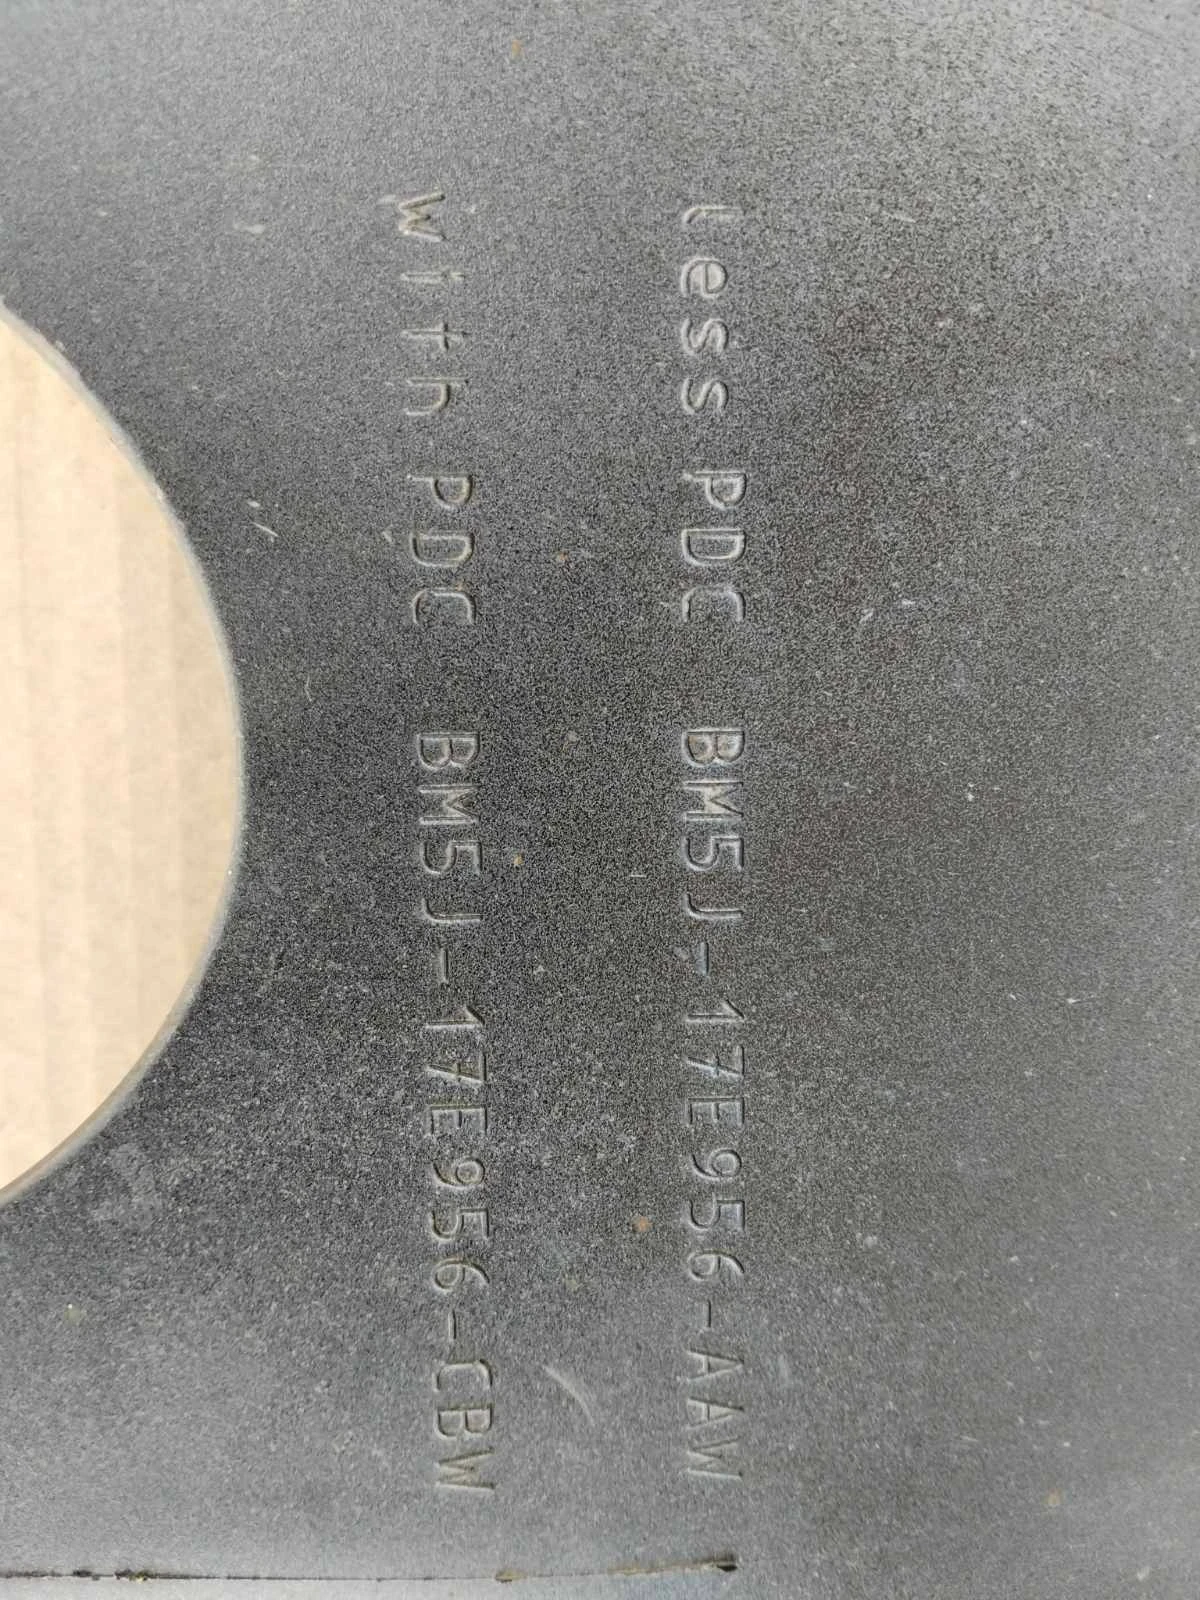 Less PDC BM5J-17E956-AAW
With PDC BM5J-17E956-CBW